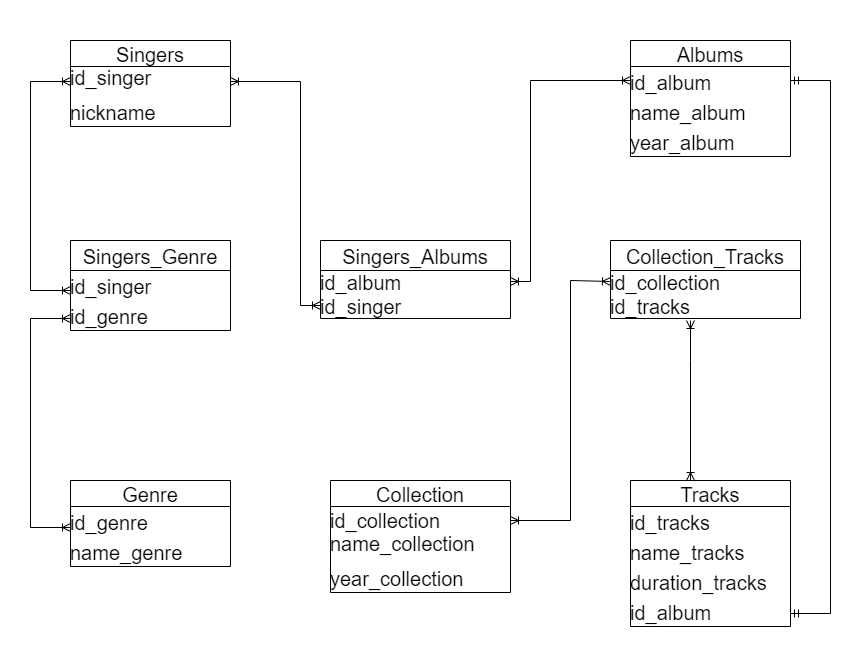 Singers
id_singer
nickname
Albums
id_album
name_album
year_album
Singers_Genre
id_singer
id_genre
Singers_Albums
id_album
id_singer
Collection_Tracks
id_collection
id_tracks
Genre
id_genre
name_genre
Collection
id_collection
name_collection
year_collection
Tracks
id_tracks
name_tracks
duration_tracks
id_album